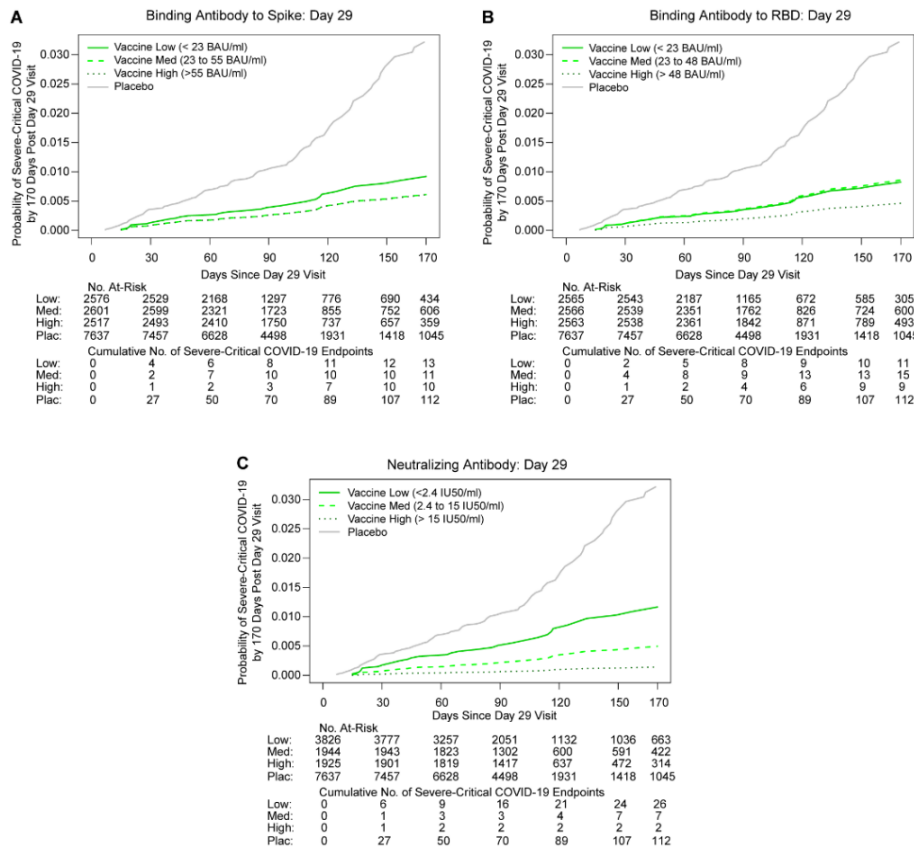 A
Binding Antibody to Spike: Day 29
Probability of Severe-Critical COVID-19
by 170 Days Post Day 29 Visit
0.030
0.025
0.020
0.015
0.010
0.005
0.000
Vaccine Low (< 23 BAU/ml)
Vaccine Med (23 to 55 BAU/ml)
Vaccine High (>55 BAU/ml)
Placebo
0 30 60 90 120 150 170
Days Since Day 29 Visit
No. At-Risk
Low: 2576 2529 2168 1297 776 690 434
Med: 2601 2599 2321 1723 855 752 606
High: 2517 2493 2410 1750 737 657 359
Plac: 7637 7457 6628 4498 1931 1418 1045
Cumulative No. of Severe-Critical COVID-19 Endpoints
Low: 0 4 6 8 11 12 13
Med: 0 2 7 10 10 10 11
High: 0 1 2 3 7 10 10
Plac: 0 27 50 70 89 107 112
B
Binding Antibody to RBD: Day 29
Probability of Severe-Critical COVID-19
by 170 Days Post Day 29 Visit
0.030
0.025
0.020
0.015
0.010
0.005
0.000
Vaccine Low (< 23 BAU/ml)
Vaccine Med (23 to 48 BAU/ml)
Vaccine High (> 48 BAU/ml)
Placebo
0 30 60 90 120 150 170
Days Since Day 29 Visit
No. At-Risk
Low: 2565 2543 2187 1165 672 585 305
Med: 2566 2539 2351 1762 826 724 600
High: 2563 2538 2361 1842 871 789 493
Plac: 7637 7457 6628 4498 1931 1418 1045
Cumulative No. of Severe-Critical COVID-19 Endpoints
Low: 0 2 5 8 9 10 11
Med: 0 4 8 9 13 13 15
High: 0 1 2 4 6 9 9
Plac: 0 27 50 70 89 107 112
C
Neutralizing Antibody: Day 29
Probability of Severe-Critical COVID-19
by 170 Days Post Day 29 Visit
0.030
0.025
0.020
0.015
0.010
0.005
0.000
Vaccine Low (<2.4 IU50/ml)
Vaccine Med (2.4 to 15 IU50/ml)
Vaccine High (> 15 IU50/ml)
Placebo
0 30 60 90 120 150 170
Days Since Day 29 Visit
No. At-Risk
Low: 3826 3777 3257 2051 1132 1036 663
Med: 1944 1943 1823 1302 600 591 422
High: 1925 1901 1819 1417 637 472 314
Plac: 7637 7457 6628 4498 1931 1418 1045
Cumulative No. of Severe-Critical COVID-19 Endpoints
Low: 0 6 9 16 21 24 26
Med: 0 1 3 3 4 7 7
High: 0 1 2 2 2 2 2
Plac: 0 27 50 70 89 107 112